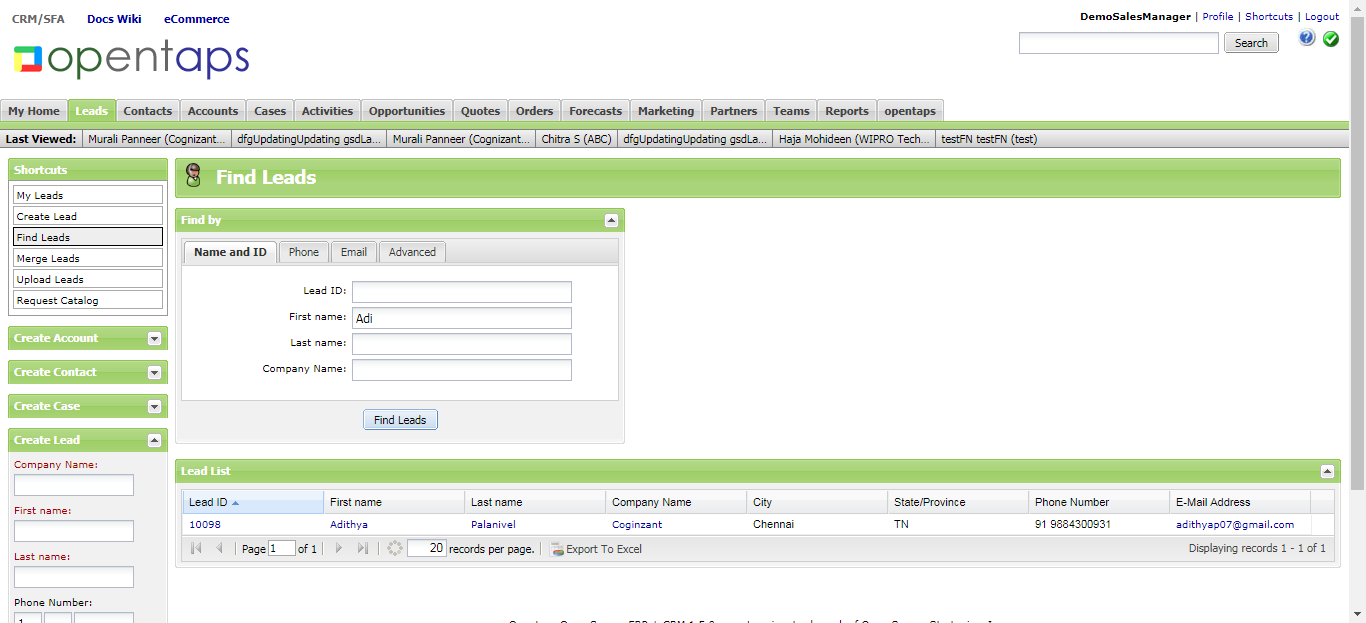 CRM/SFA Docs Wiki eCommerce
DemoSalesManager | Profile | Shortcuts | Logout
opentaps
Search
My Home Leads Contacts Accounts Cases Activities Opportunities Quotes Orders Forecasts Marketing Partners Teams Reports opentaps
Last Viewed: Murali Panneer (Cognizant... dfgUpdatingUpdating gsdLa... Murali Panneer (Cognizant... Chitra S (ABC) dfgUpdatingUpdating gsdLa... Haja Mohideen (WIPRO Tech... testFN testFN (test)
Shortcuts
My Leads
Create Lead
Find Leads
Merge Leads
Upload Leads
Request Catalog
Create Account
Create Contact
Create Case
Create Lead
Company Name:
First name:
Last name:
Phone Number:
1
Find Leads
Find by
Name and ID Phone Email Advanced
Lead ID:
First name: Adi
Last name:
Company Name:
Find Leads
Lead List
Lead ID First name Last name Company Name City State/Province Phone Number E-Mail Address
10098 Adithya Palanivel Coginzant Chennai TN 91 9884300931 adithyap07@gmail.com
Page 1 of 1 20 records per page. Export To Excel Displaying records 1 - 1 of 1